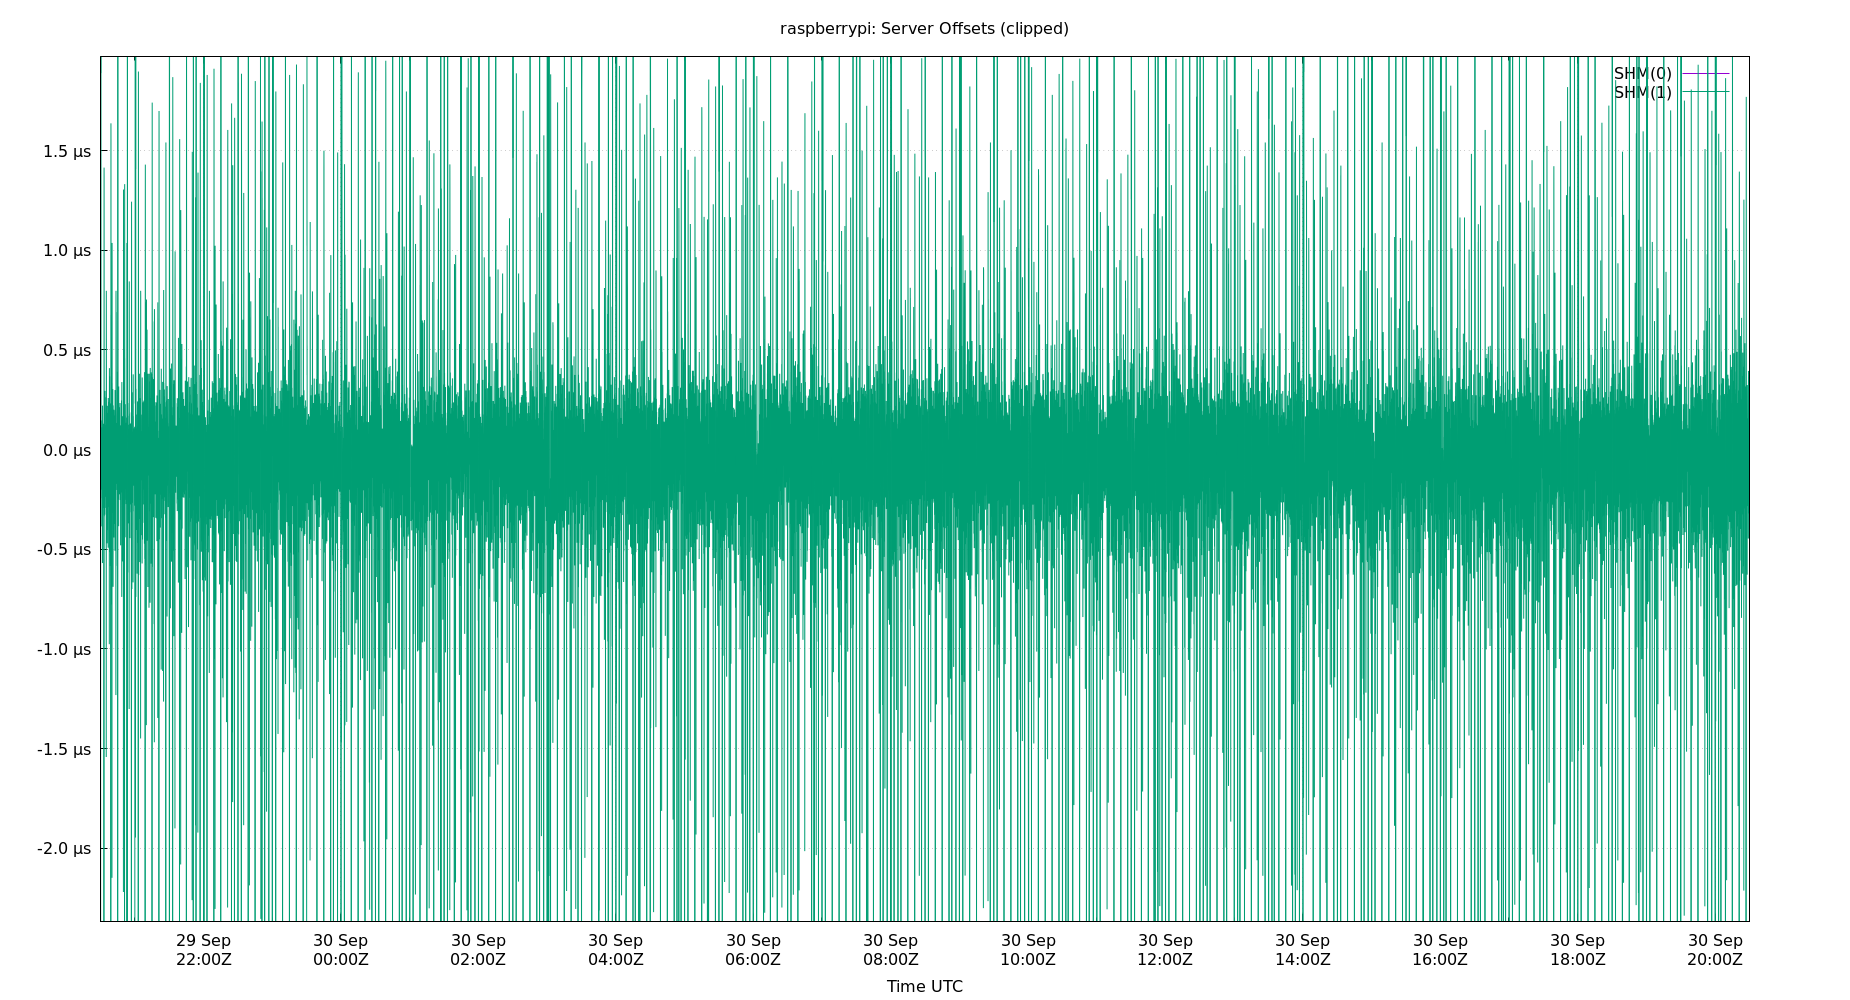 raspberrypi: Server Offsets (clipped)
SHM(0)
SHM(1)
1.5 µs
1.0 µs
0.5 µs
0.0 µs
-0.5 µs
-1.0 µs
-1.5 µs
-2.0 µs
29 Sep 30 Sep 30 Sep 30 Sep 30 Sep 30 Sep 30 Sep 30 Sep 30 Sep 30 Sep 30 Sep 30 Sep
22:00Z 00:00Z 02:00Z 04:00Z 06:00Z 08:00Z 10:00Z 12:00Z 14:00Z 16:00Z 18:00Z 20:00Z
Time UTC